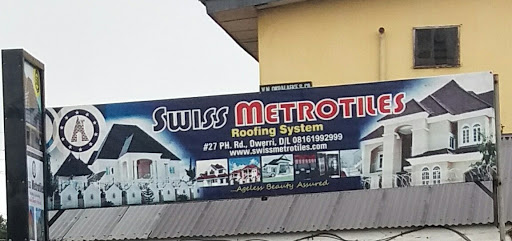 SWISS METROTILES
Roofing System
#27 PH. Rd., Owerri, D/L 08161992999
www.swissmetrotiles.com
...Ageless Beauty Assured